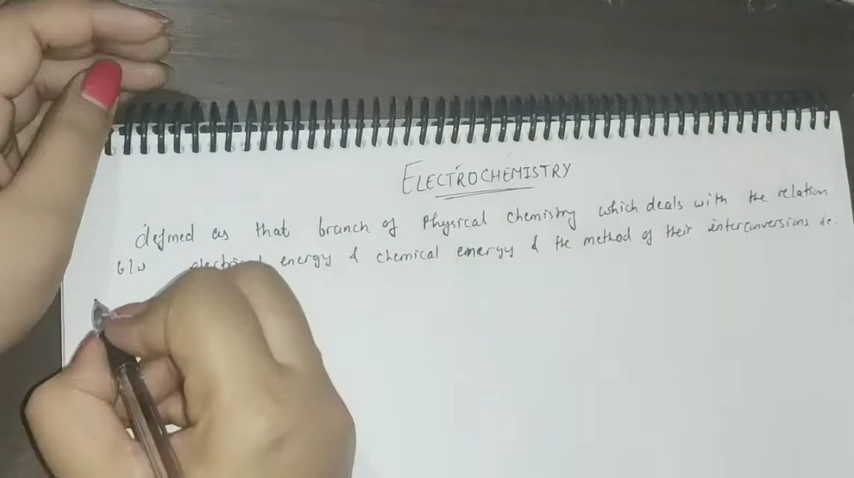 ELECTROCHEMISTRY
defined as that branch of Physical chemistry which deals with the relation
b/w electrical energy & chemical energy & the method of their interconversions i.e.